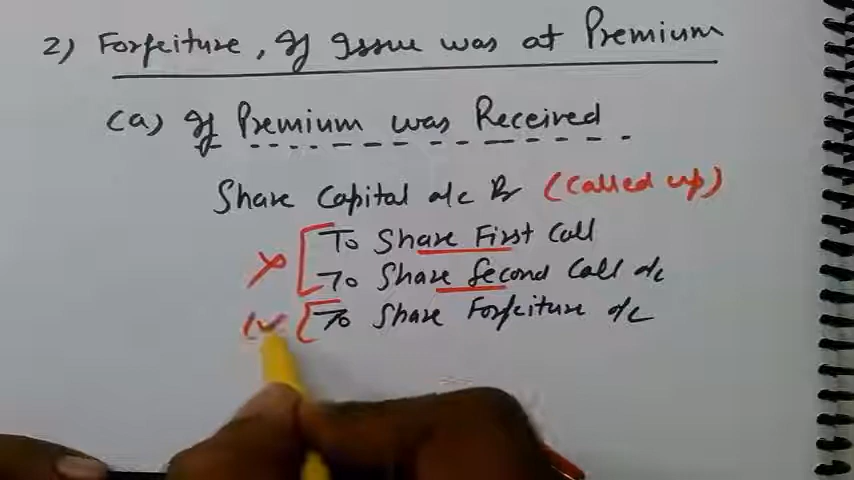 2) Forfeiture, If Issue was at Premium
(a) If Premium was Received
Share Capital a/c Dr (Called up)
To Share First Call
To Share Second Call a/c
To Share Forfeiture a/c